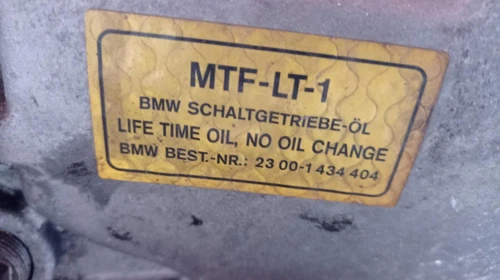 MTF-LT-1
BMW SCHALTGETRIEBE-ÖL
LIFE TIME OIL, NO OIL CHANGE
BMW BEST.-NR.: 23 00-1 434 404